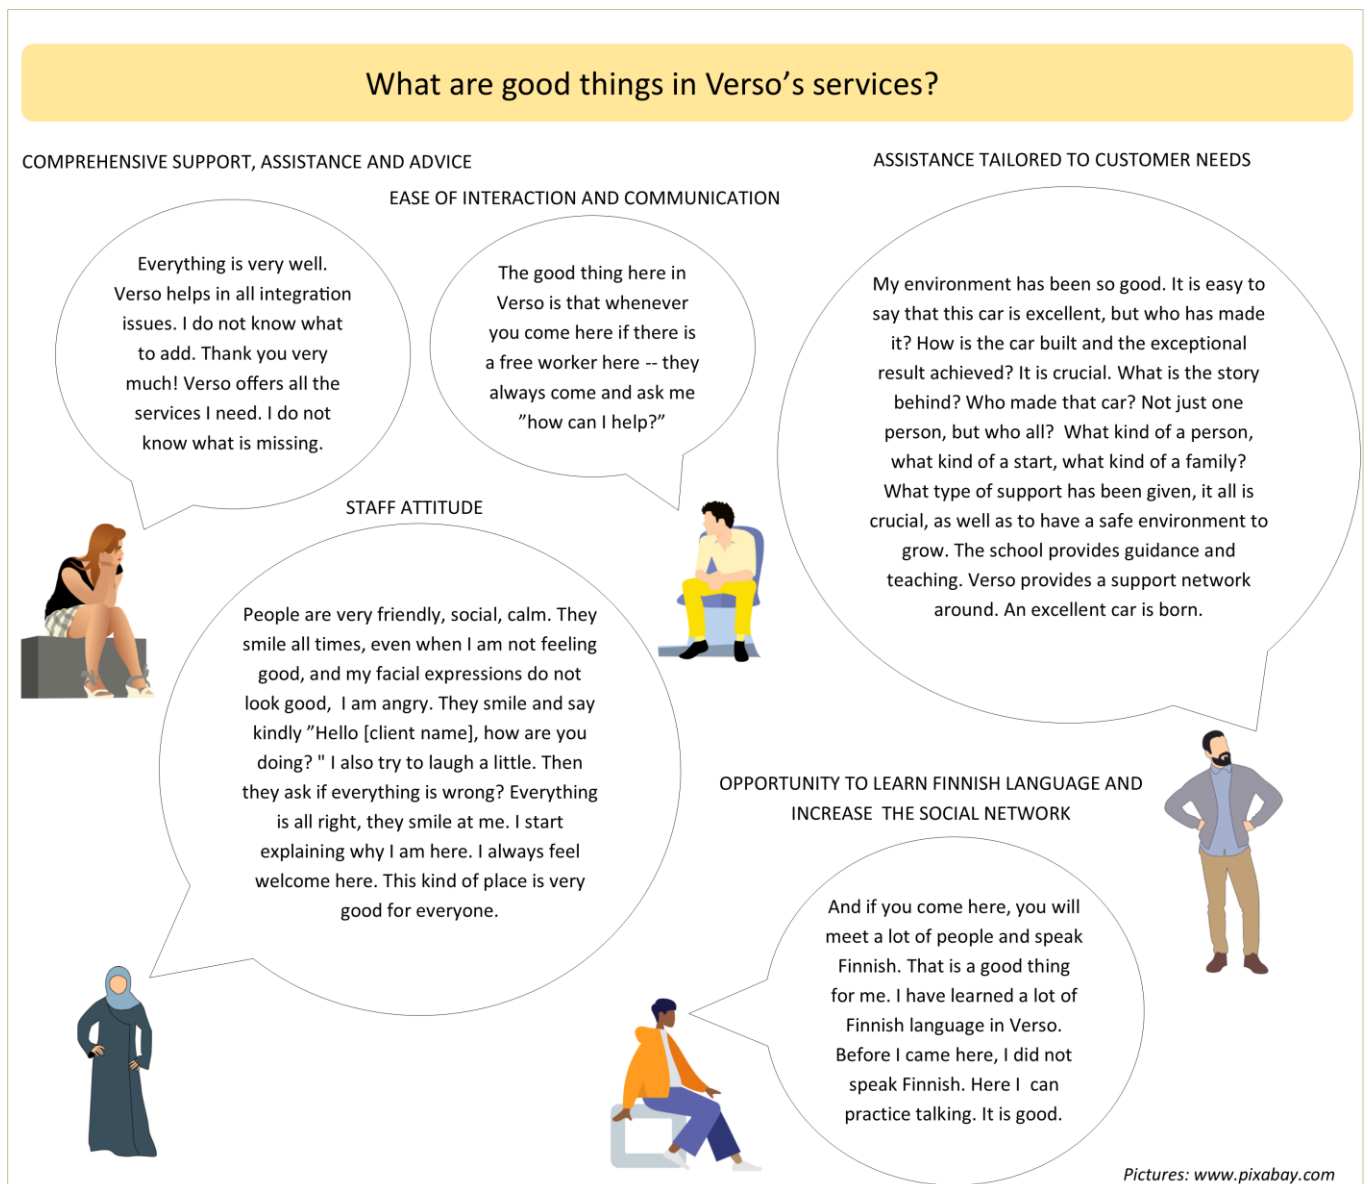 What are good things in Verso’s services?
COMPREHENSIVE SUPPORT, ASSISTANCE AND ADVICE
Everything is very well.
Verso helps in all integration
issues. I do not know what
to add. Thank you very
much! Verso offers all the
services I need. I do not
know what is missing.
EASE OF INTERACTION AND COMMUNICATION
The good thing here in
Verso is that whenever
you come here if there is
a free worker here -- they
always come and ask me
”how can I help?”
ASSISTANCE TAILORED TO CUSTOMER NEEDS
My environment has been so good. It is easy to
say that this car is excellent, but who has made
it? How is the car built and the exceptional
result achieved? It is crucial. What is the story
behind? Who made that car? Not just one
person, but who all?  What kind of a person,
what kind of a start, what kind of a family?
What type of support has been given, it all is
crucial, as well as to have a safe environment to
grow. The school provides guidance and
teaching. Verso provides a support network
around. An excellent car is born.
STAFF ATTITUDE
People are very friendly, social, calm. They
smile all times, even when I am not feeling
good, and my facial expressions do not
look good,  I am angry. They smile and say
kindly ”Hello [client name], how are you
doing? " I also try to laugh a little. Then
they ask if everything is wrong? Everything
is all right, they smile at me. I start
explaining why I am here. I always feel
welcome here. This kind of place is very
good for everyone.
OPPORTUNITY TO LEARN FINNISH LANGUAGE AND
INCREASE  THE SOCIAL NETWORK
And if you come here, you will
meet a lot of people and speak
Finnish. That is a good thing
for me. I have learned a lot of
Finnish language in Verso.
Before I came here, I did not
speak Finnish. Here I  can
practice talking. It is good.
Pictures: www.pixabay.com